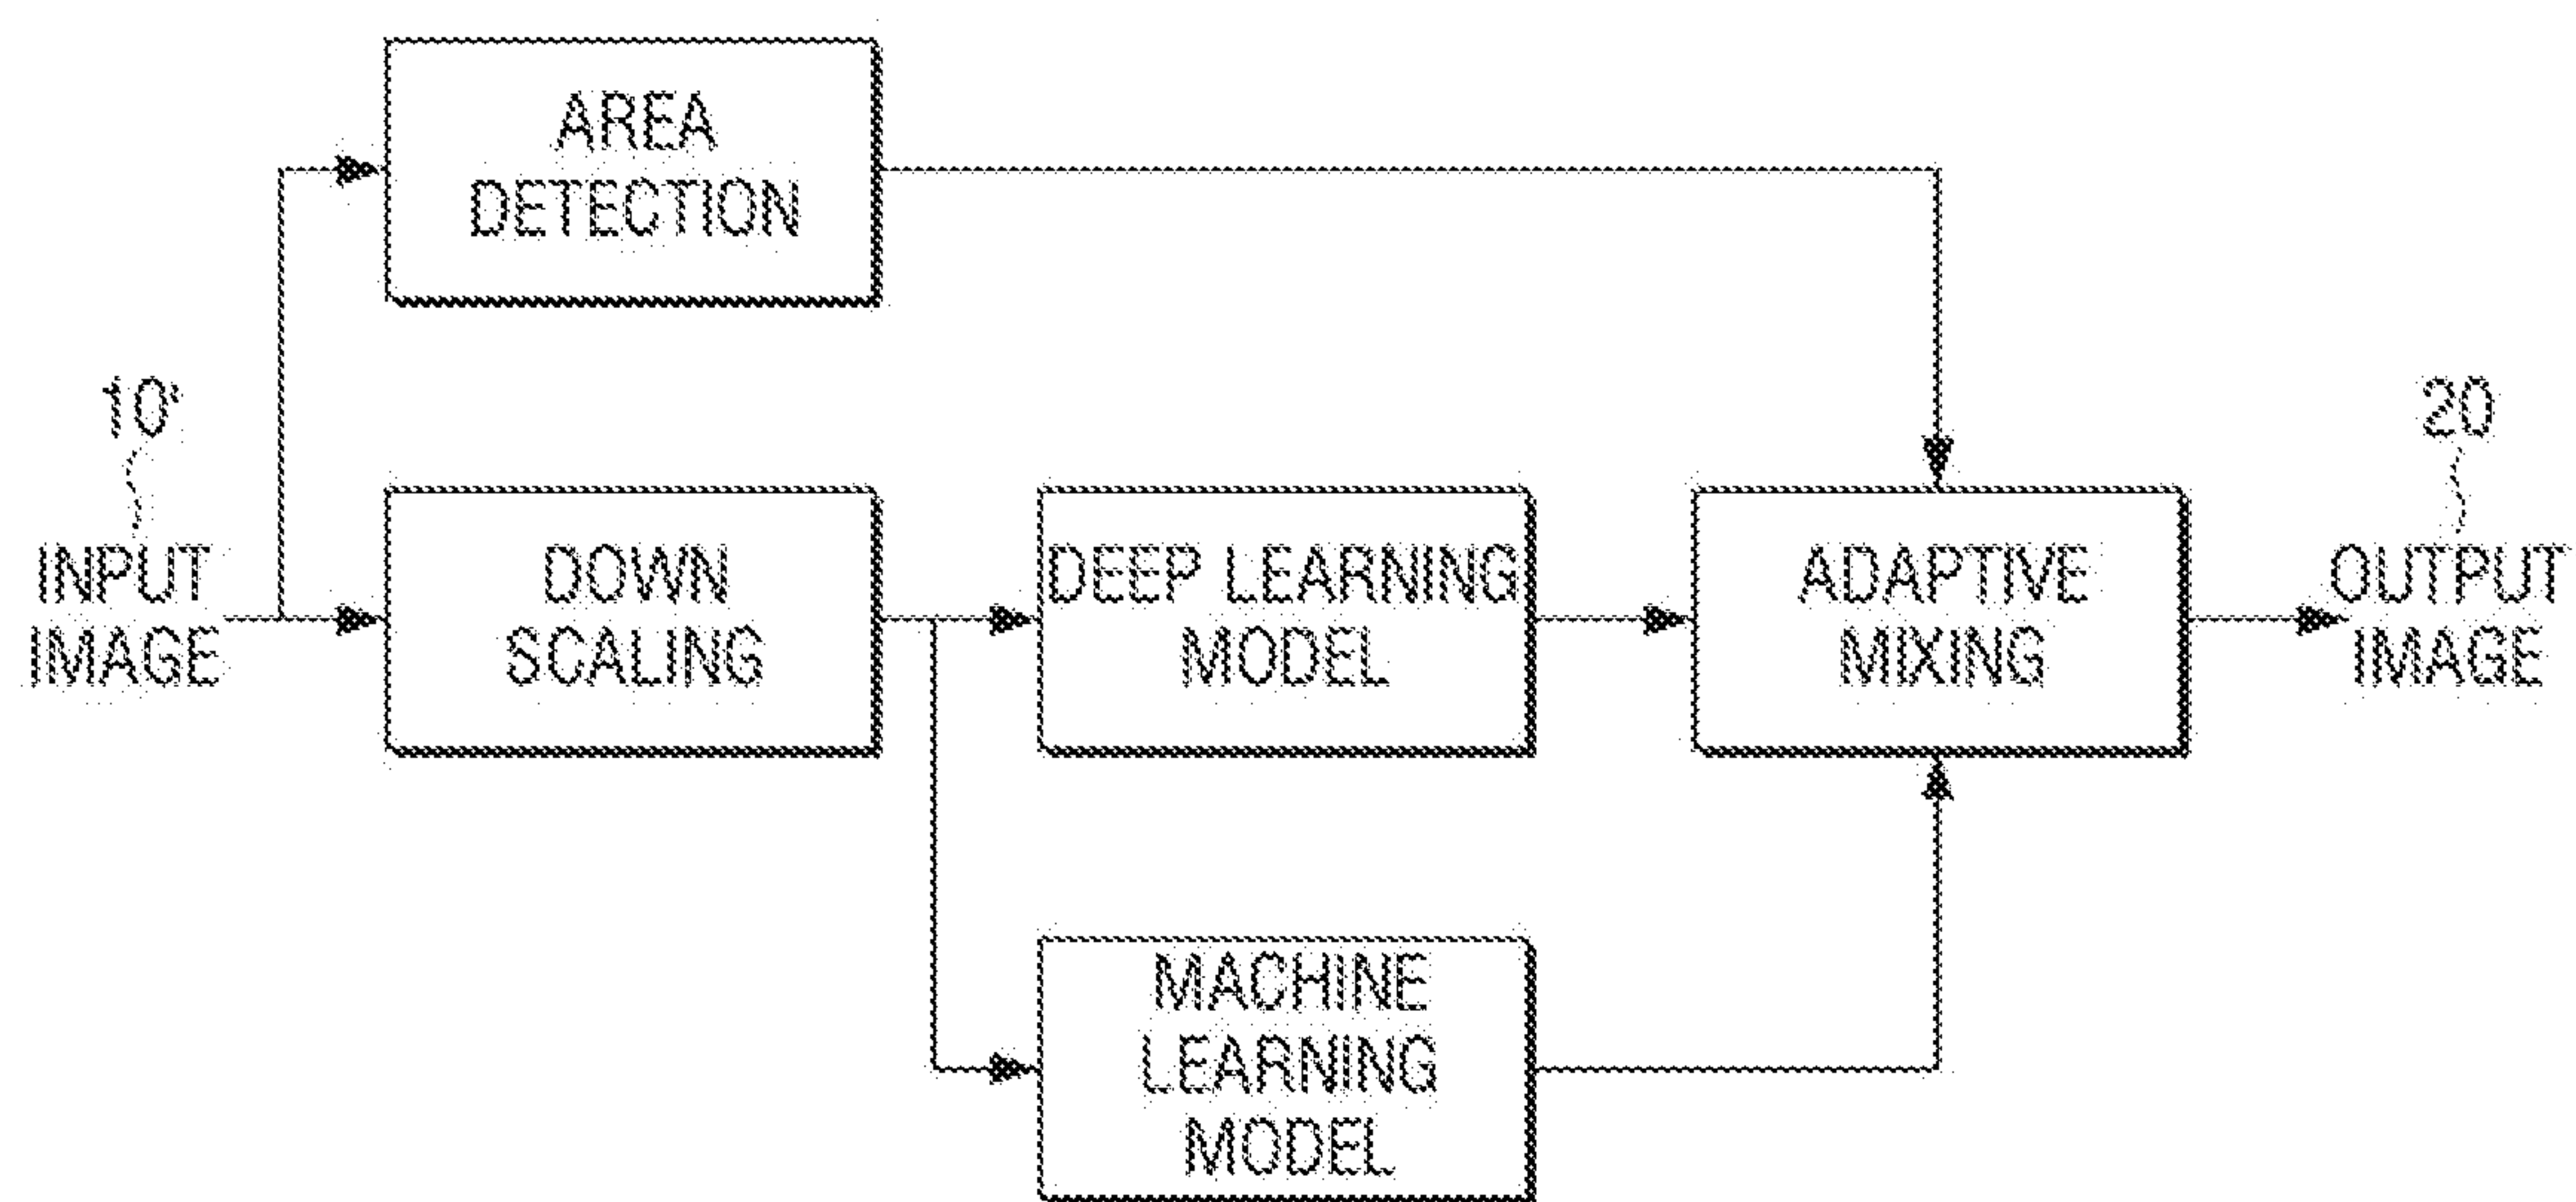 AREA
DETECTION
10'
20
INPUT
IMAGE
DOWN
SCALING
DEEP LEARNING
MODEL
ADAPTIVE
MIXING
OUTPUT
IMAGE
MACHINE
LEARNING
MODEL